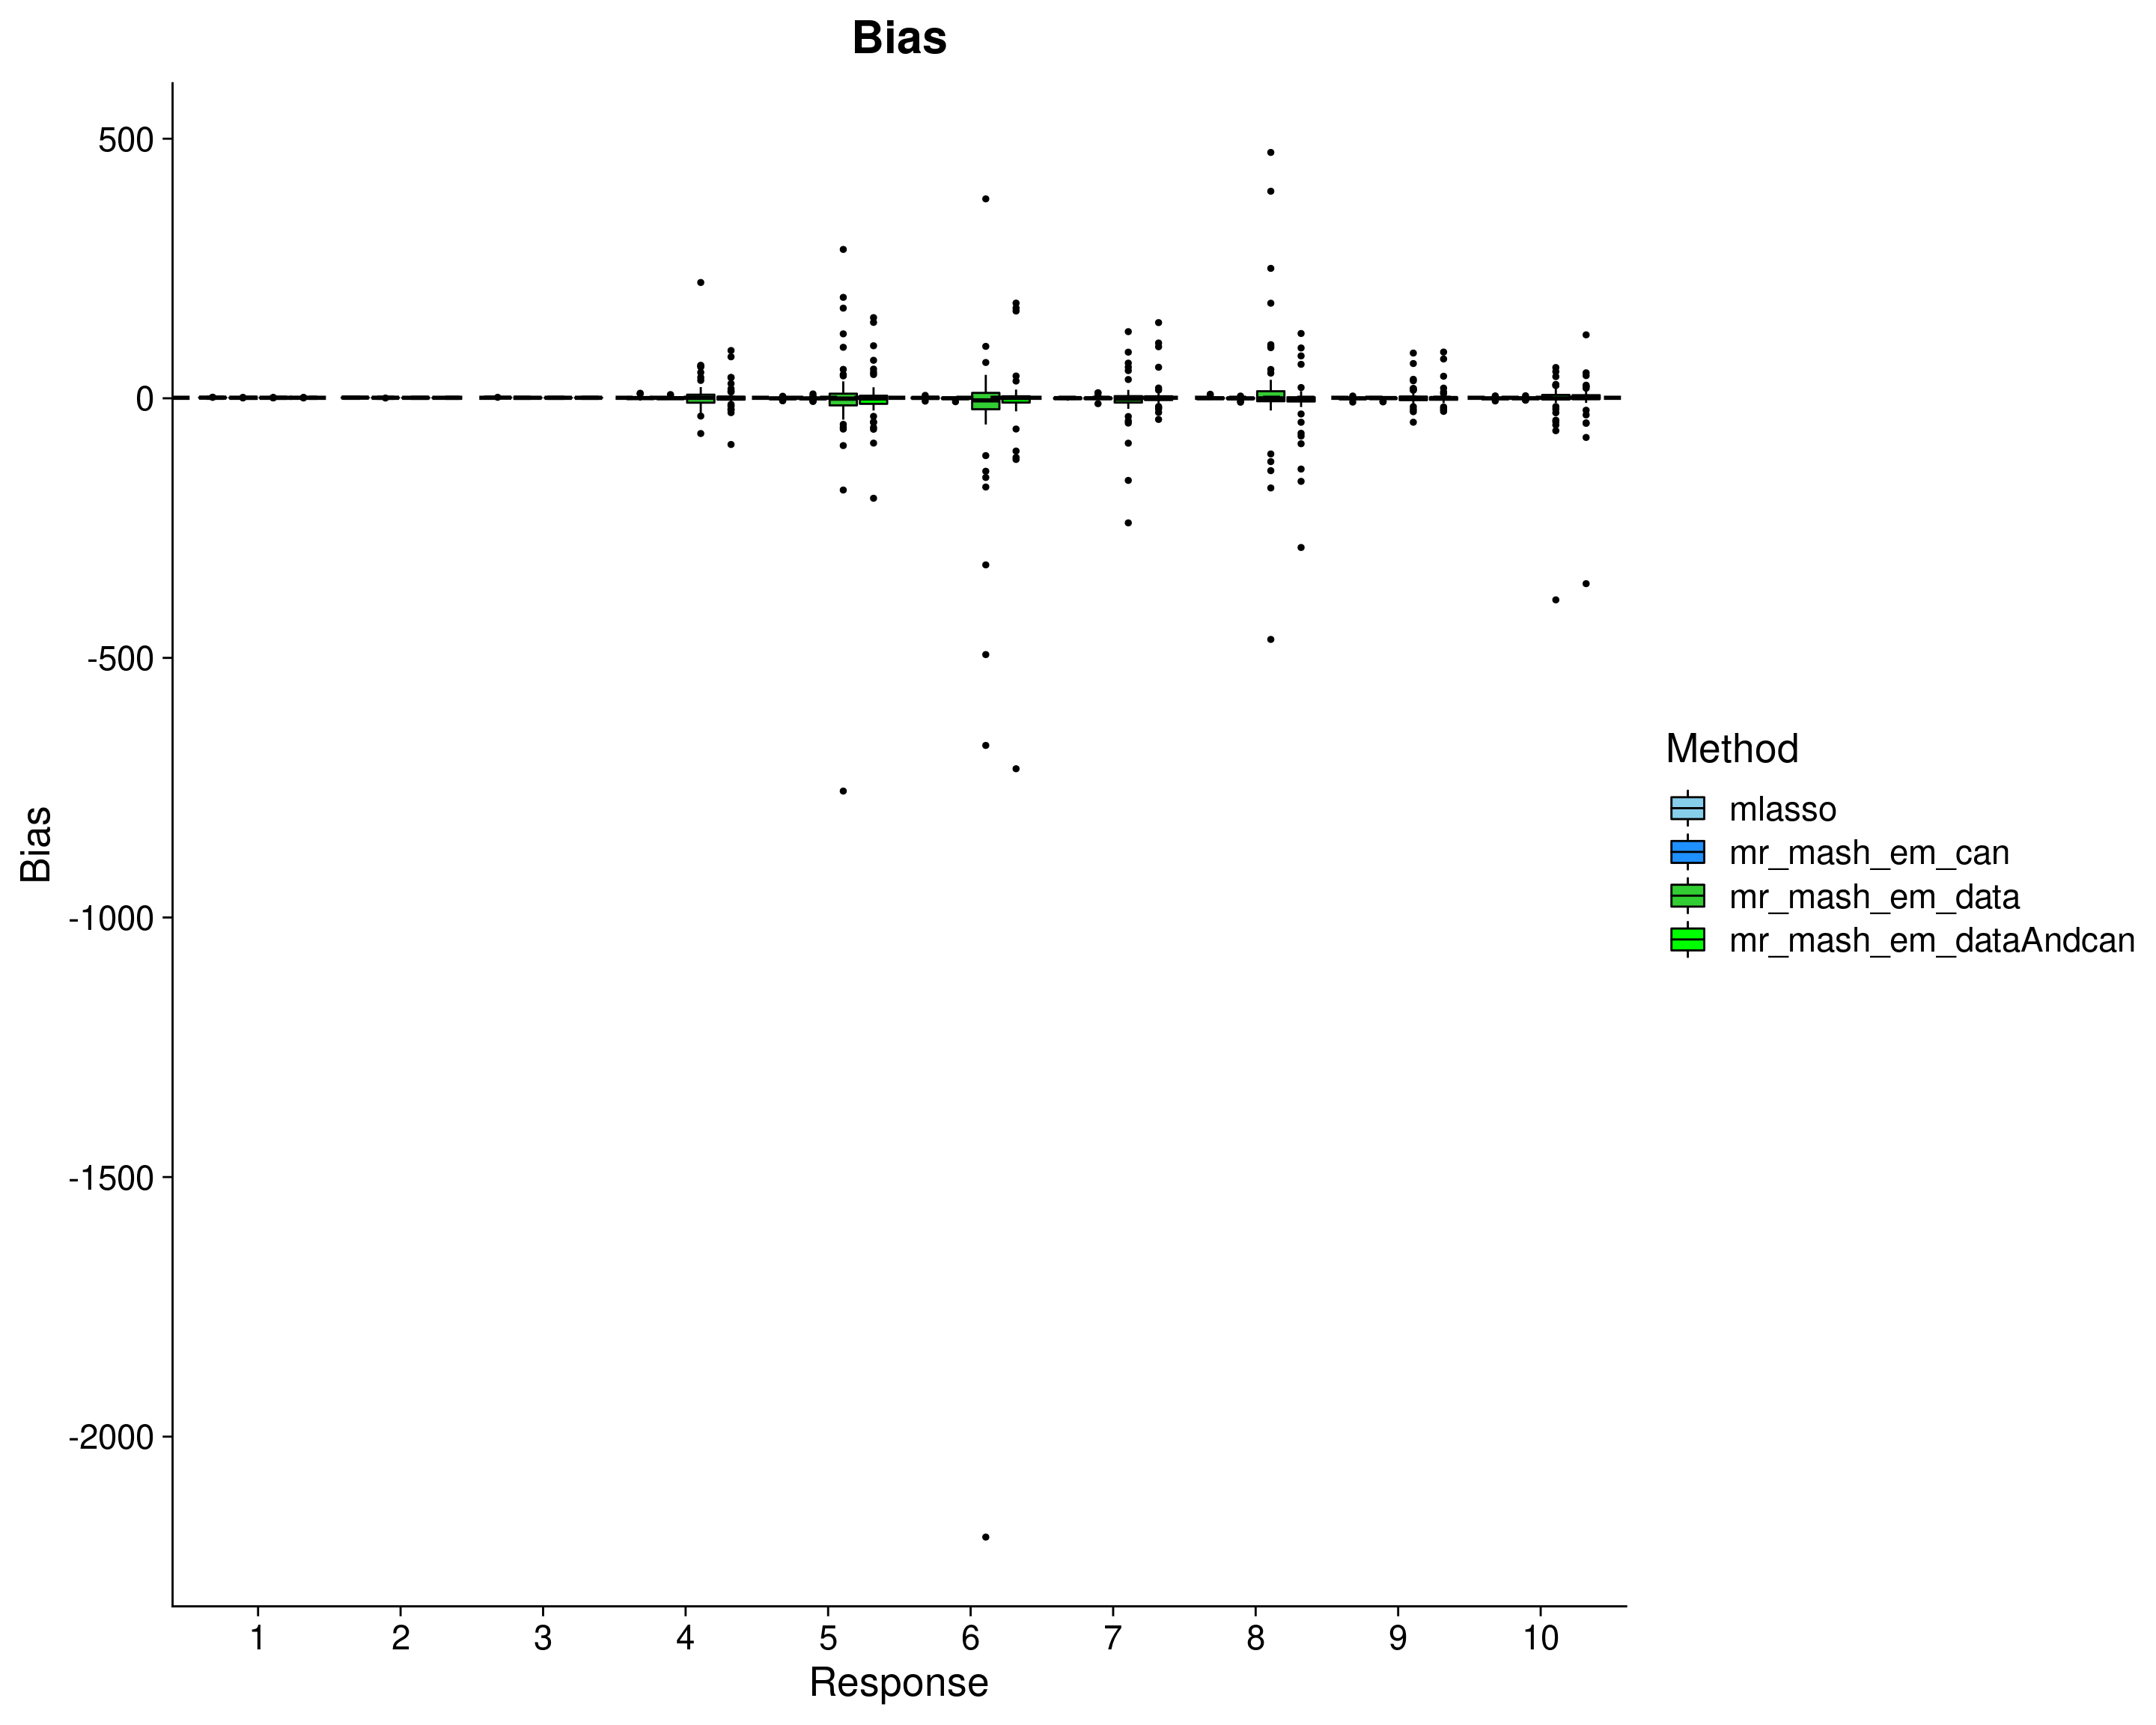 Bias
500
0
-500
-1000
-1500
-2000
Bias
1
2
3
4
5
6
7
8
9
10
Response
Method
mlasso
mr_mash_em_can
mr_mash_em_data
mr_mash_em_dataAndcan